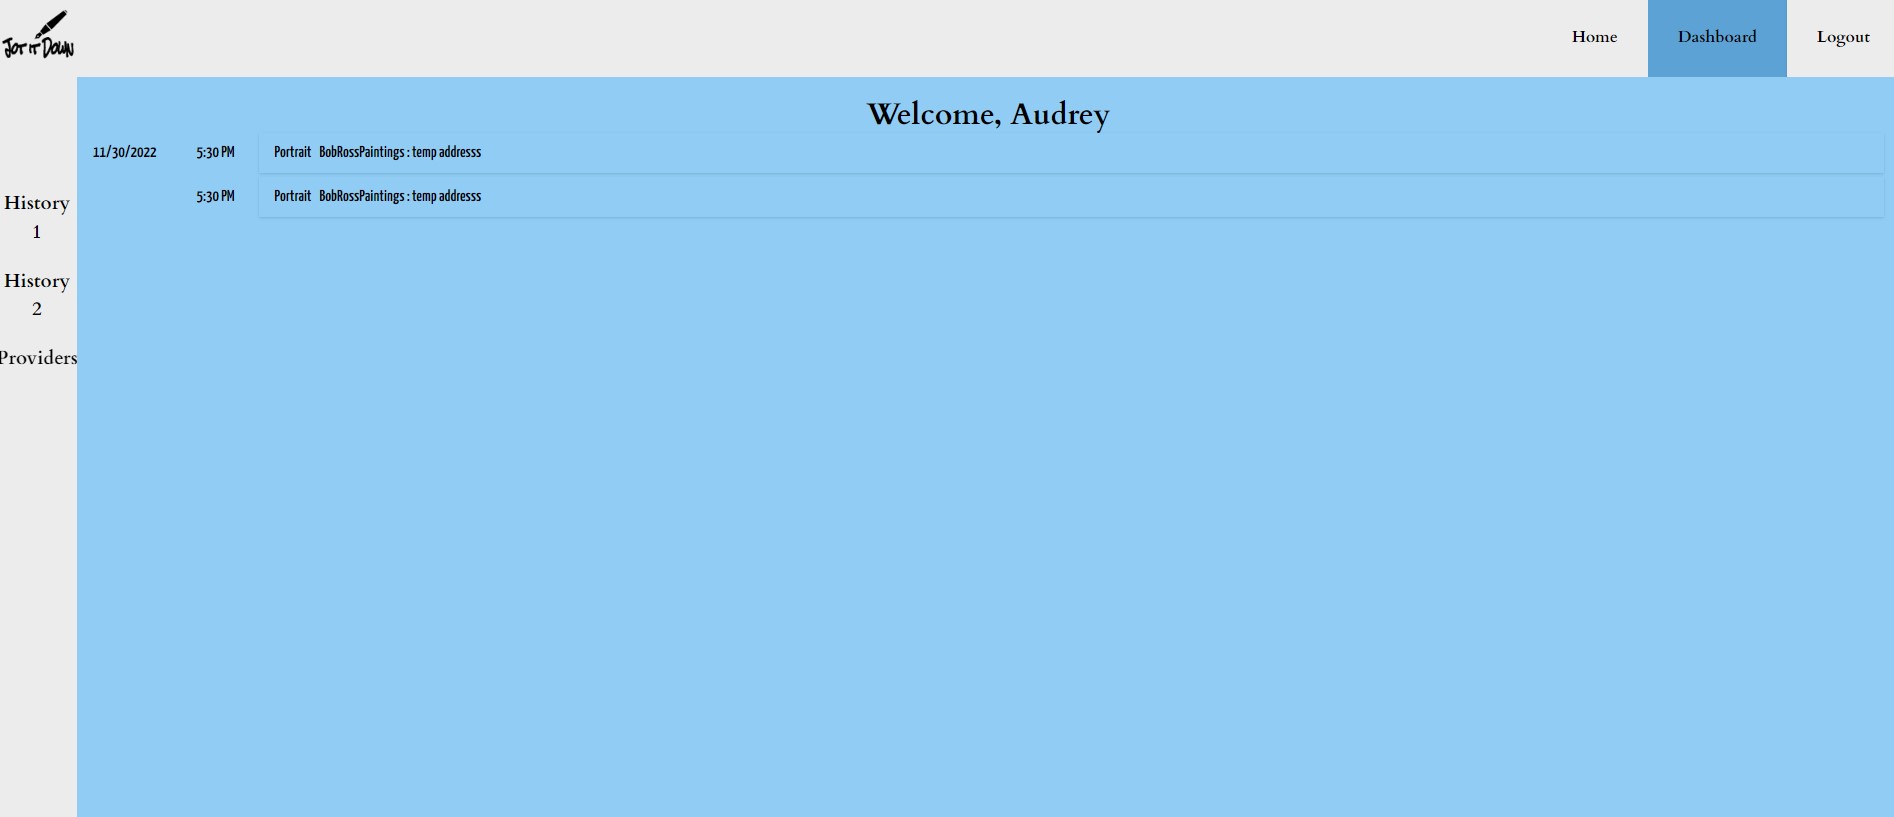 JOT IT DOWN
Home Dashboard Logout
Welcome, Audrey
11/30/2022 5:30 PM Portrait BobRossPaintings : temp addresss
5:30 PM Portrait BobRossPaintings : temp addresss
History
1
History
2
Providers